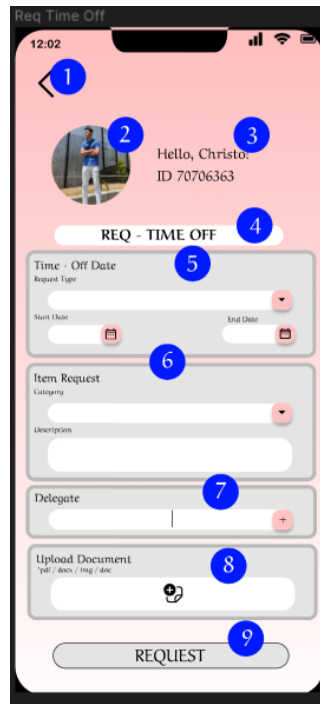 Req Time Off
12:02
1
2
3
Hello, Christo!
ID 70706363
4
REQ - TIME OFF
5
Time - Off Date
Request Type
Start Date
End Date
6
Item Request
Category
Description
7
Delegate
+
8
Upload Document
*pdf / docx / img / doc
9
REQUEST